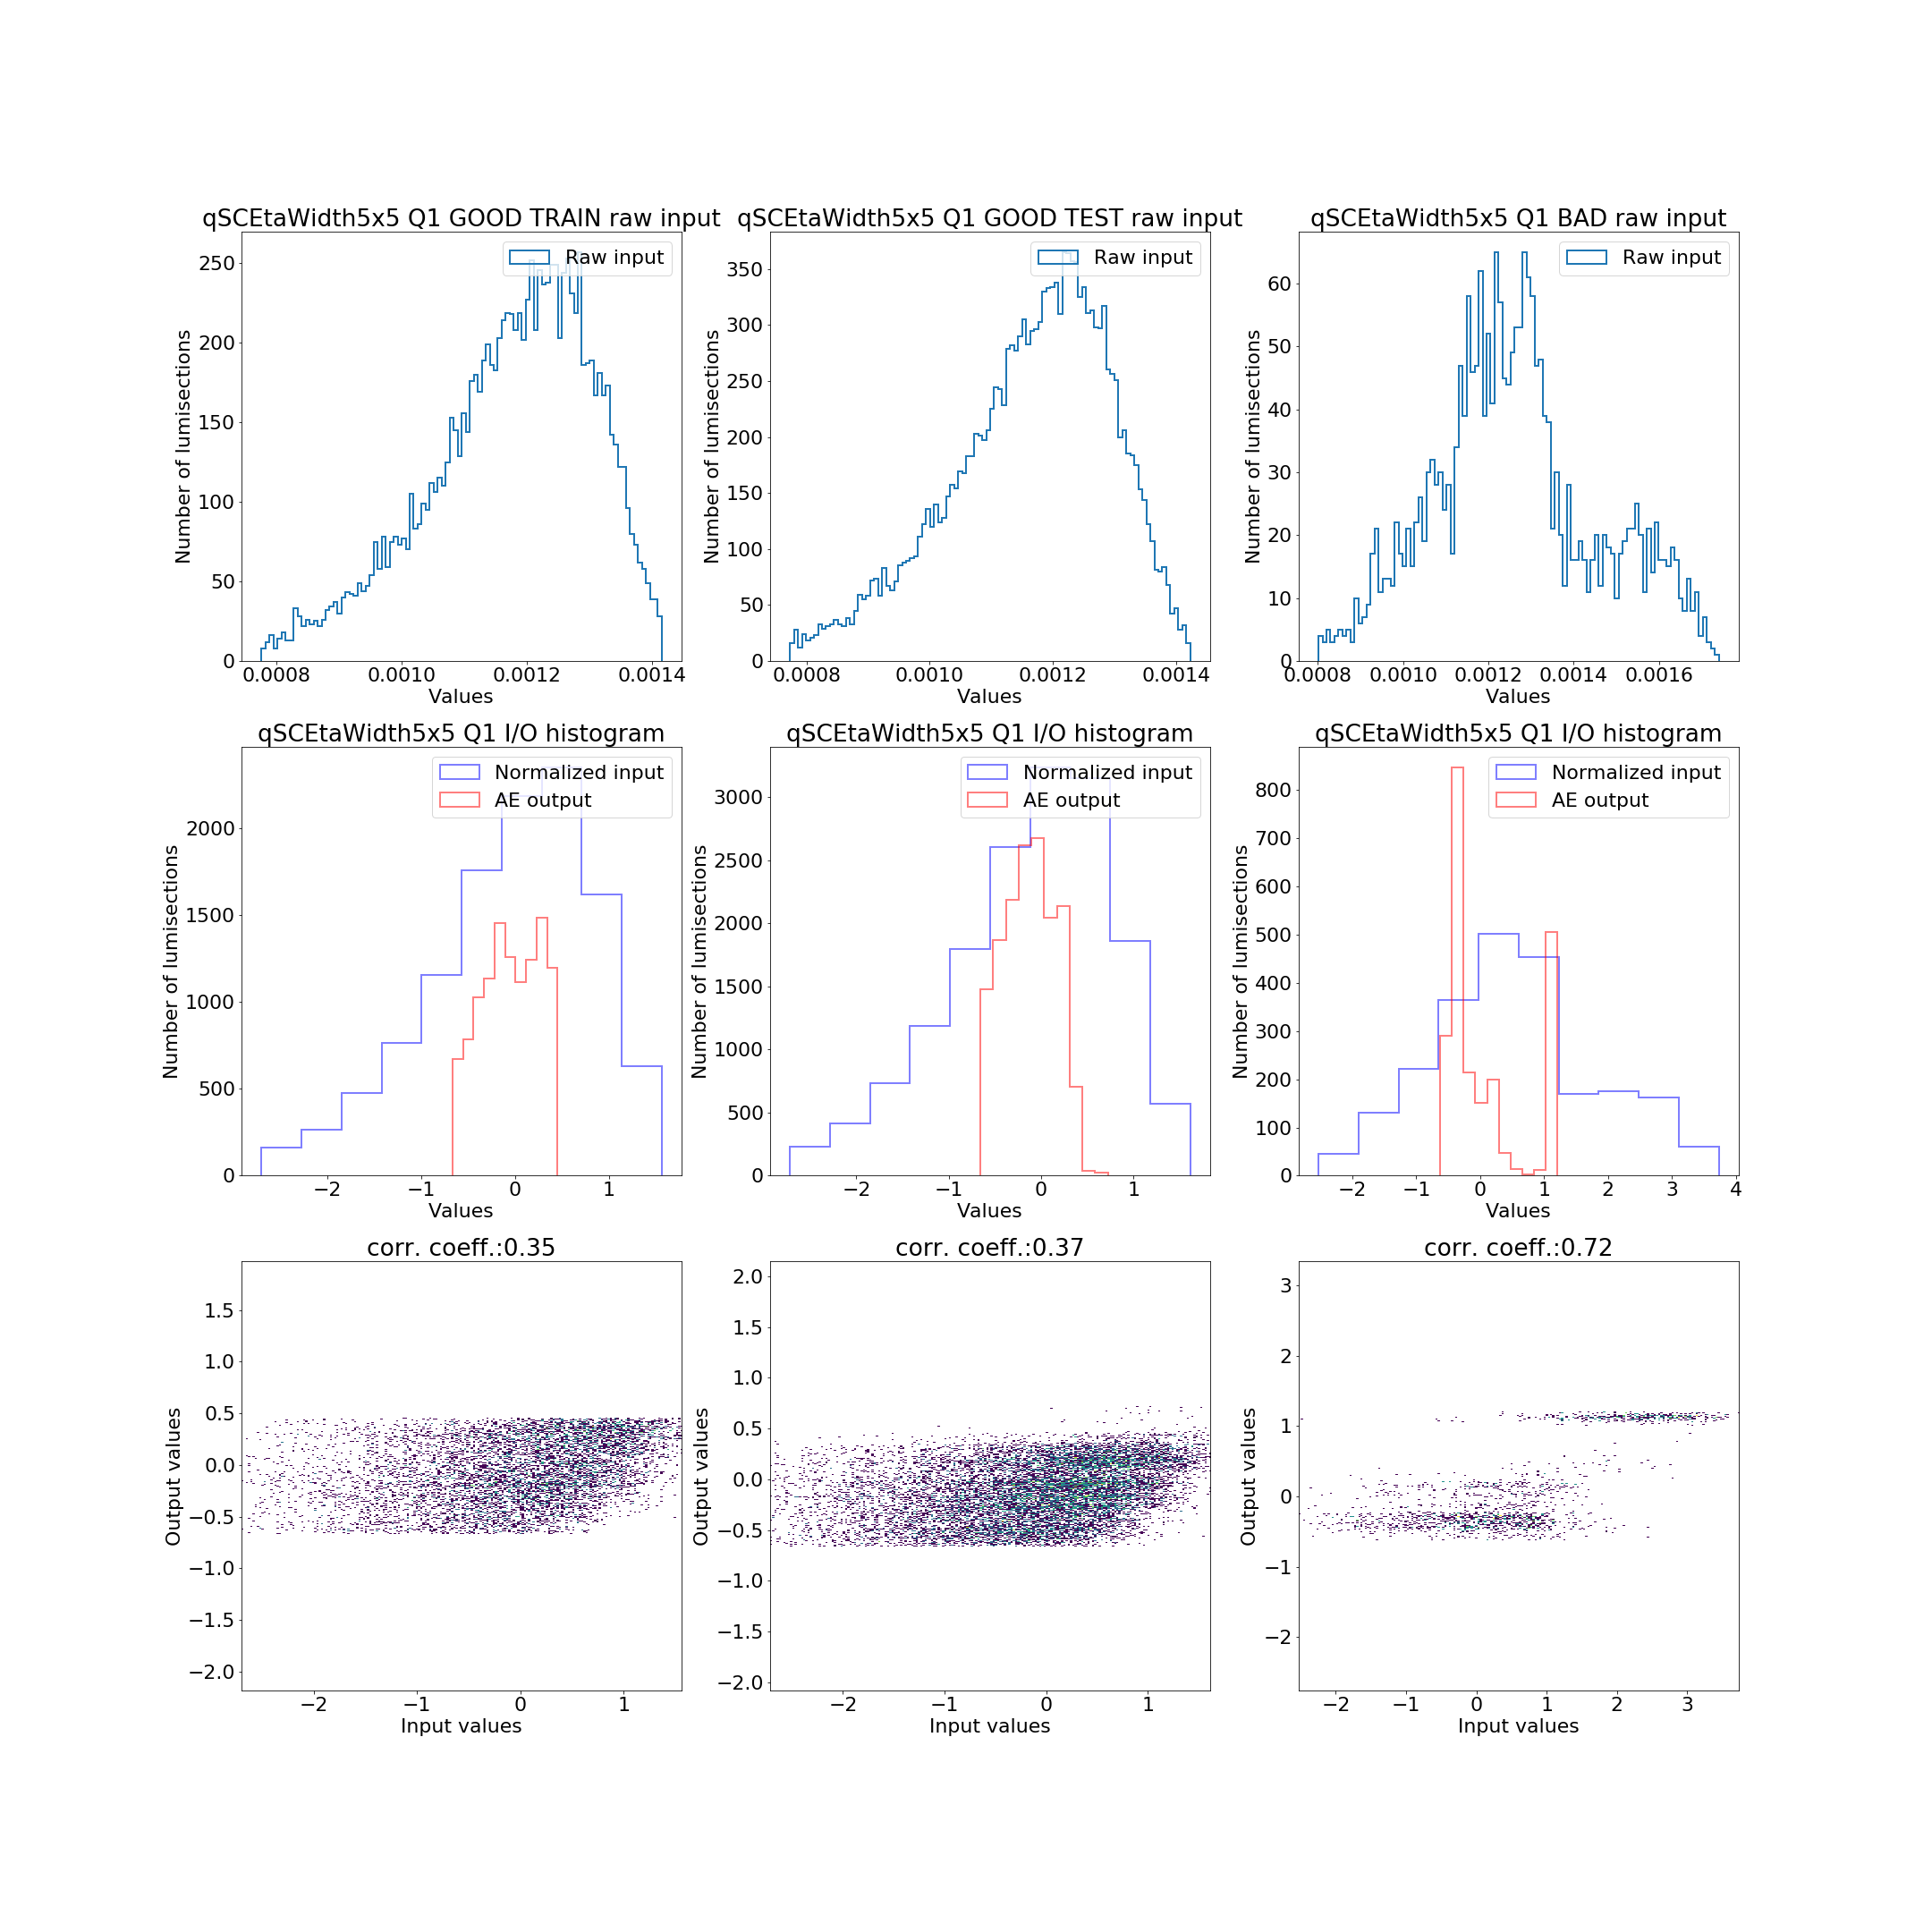 qSCEtaWidth5x5 Q1 GOOD TRAIN raw input
Raw input
250
200
150
100
50
0
Number of lumisections
0.0008 0.0010 0.0012 0.0014
Values
qSCEtaWidth5x5 Q1 GOOD TEST raw input
Raw input
350
300
250
200
150
100
50
0
Number of lumisections
0.0008 0.0010 0.0012 0.0014
Values
qSCEtaWidth5x5 Q1 BAD raw input
Raw input
60
50
40
30
20
10
0
Number of lumisections
0.0008 0.0010 0.0012 0.0014 0.0016
Values
qSCEtaWidth5x5 Q1 I/O histogram
Normalized input
AE output
2000
1500
1000
500
0
Number of lumisections
−2 −1 0 1
Values
qSCEtaWidth5x5 Q1 I/O histogram
Normalized input
AE output
3000
2500
2000
1500
1000
500
0
Number of lumisections
−2 −1 0 1
Values
qSCEtaWidth5x5 Q1 I/O histogram
Normalized input
AE output
800
700
600
500
400
300
200
100
0
Number of lumisections
−2 −1 0 1 2 3 4
Values
corr. coeff.:0.35
1.5
1.0
0.5
0.0
−0.5
−1.0
−1.5
−2.0
Output values
−2 −1 0 1
Input values
corr. coeff.:0.37
2.0
1.5
1.0
0.5
0.0
−0.5
−1.0
−1.5
−2.0
Output values
−2 −1 0 1
Input values
corr. coeff.:0.72
3
2
1
0
−1
−2
Output values
−2 −1 0 1 2 3
Input values